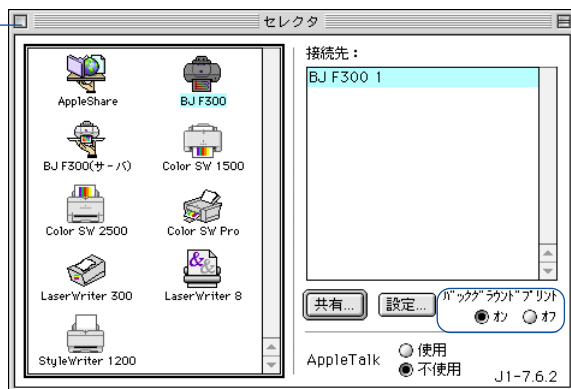 セレクタ
AppleShare
BJ F300
BJ F300(サーバ)
Color SW 1500
Color SW 2500
Color SW Pro
LaserWriter 300
LaserWriter 8
StyleWriter 1200
接続先：
BJ F300 1
共有...
設定...
バックグラウンドプリント
オン オフ
AppleTalk
使用
不使用
J1-7.6.2